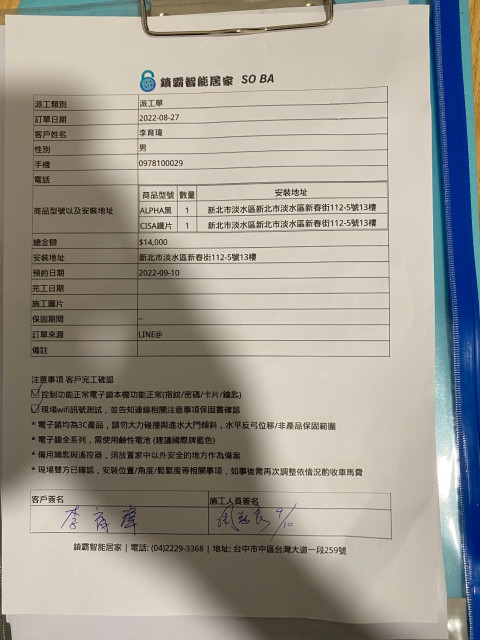 鎖霸智能居家 SO BA
派工類別 派工單
訂單日期 2022-08-27
客戶姓名 李育瑋
性別 男
手機 0978100029
電話
商品型號以及安裝地址
商品型號 數量 安裝地址
ALPHA黑 1 新北市淡水區新北市淡水區新春街112-5號13樓
CISA鐵片 1 新北市淡水區新北市淡水區新春街112-5號13樓
總金額 $14,000
安裝地址 新北市淡水區新春街112-5號13樓
預約日期 2022-09-10
完工日期
施工圖片
保固期間 –
訂單來源 LINE@
備註
注意事項 客戶完工確認
控制功能正常電子鎖本機功能正常(指紋/密碼/卡片/鑰匙)
現場wifi訊號測試，並告知連線相關注意事項保固書確認
* 電子鎖均為3C產品，請勿大力碰撞與進水大門傾斜，水平反弓位移/非產品保固範圍
* 電子鎖全系列，需使用鹼性電池 (建議國際牌藍色)
* 備用鑰匙與遙控器，須放置家中以外安全的地方作為備案
* 現場雙方已確認，安裝位置/角度/鬆緊度等相關事項，如事後需再次調整依情況酌收車馬費
客戶簽名 施工人員簽名
李育瑋 9/10
鎖霸智能居家 | 電話: (04)2229-3368 | 地址: 台中市中區台灣大道一段259號